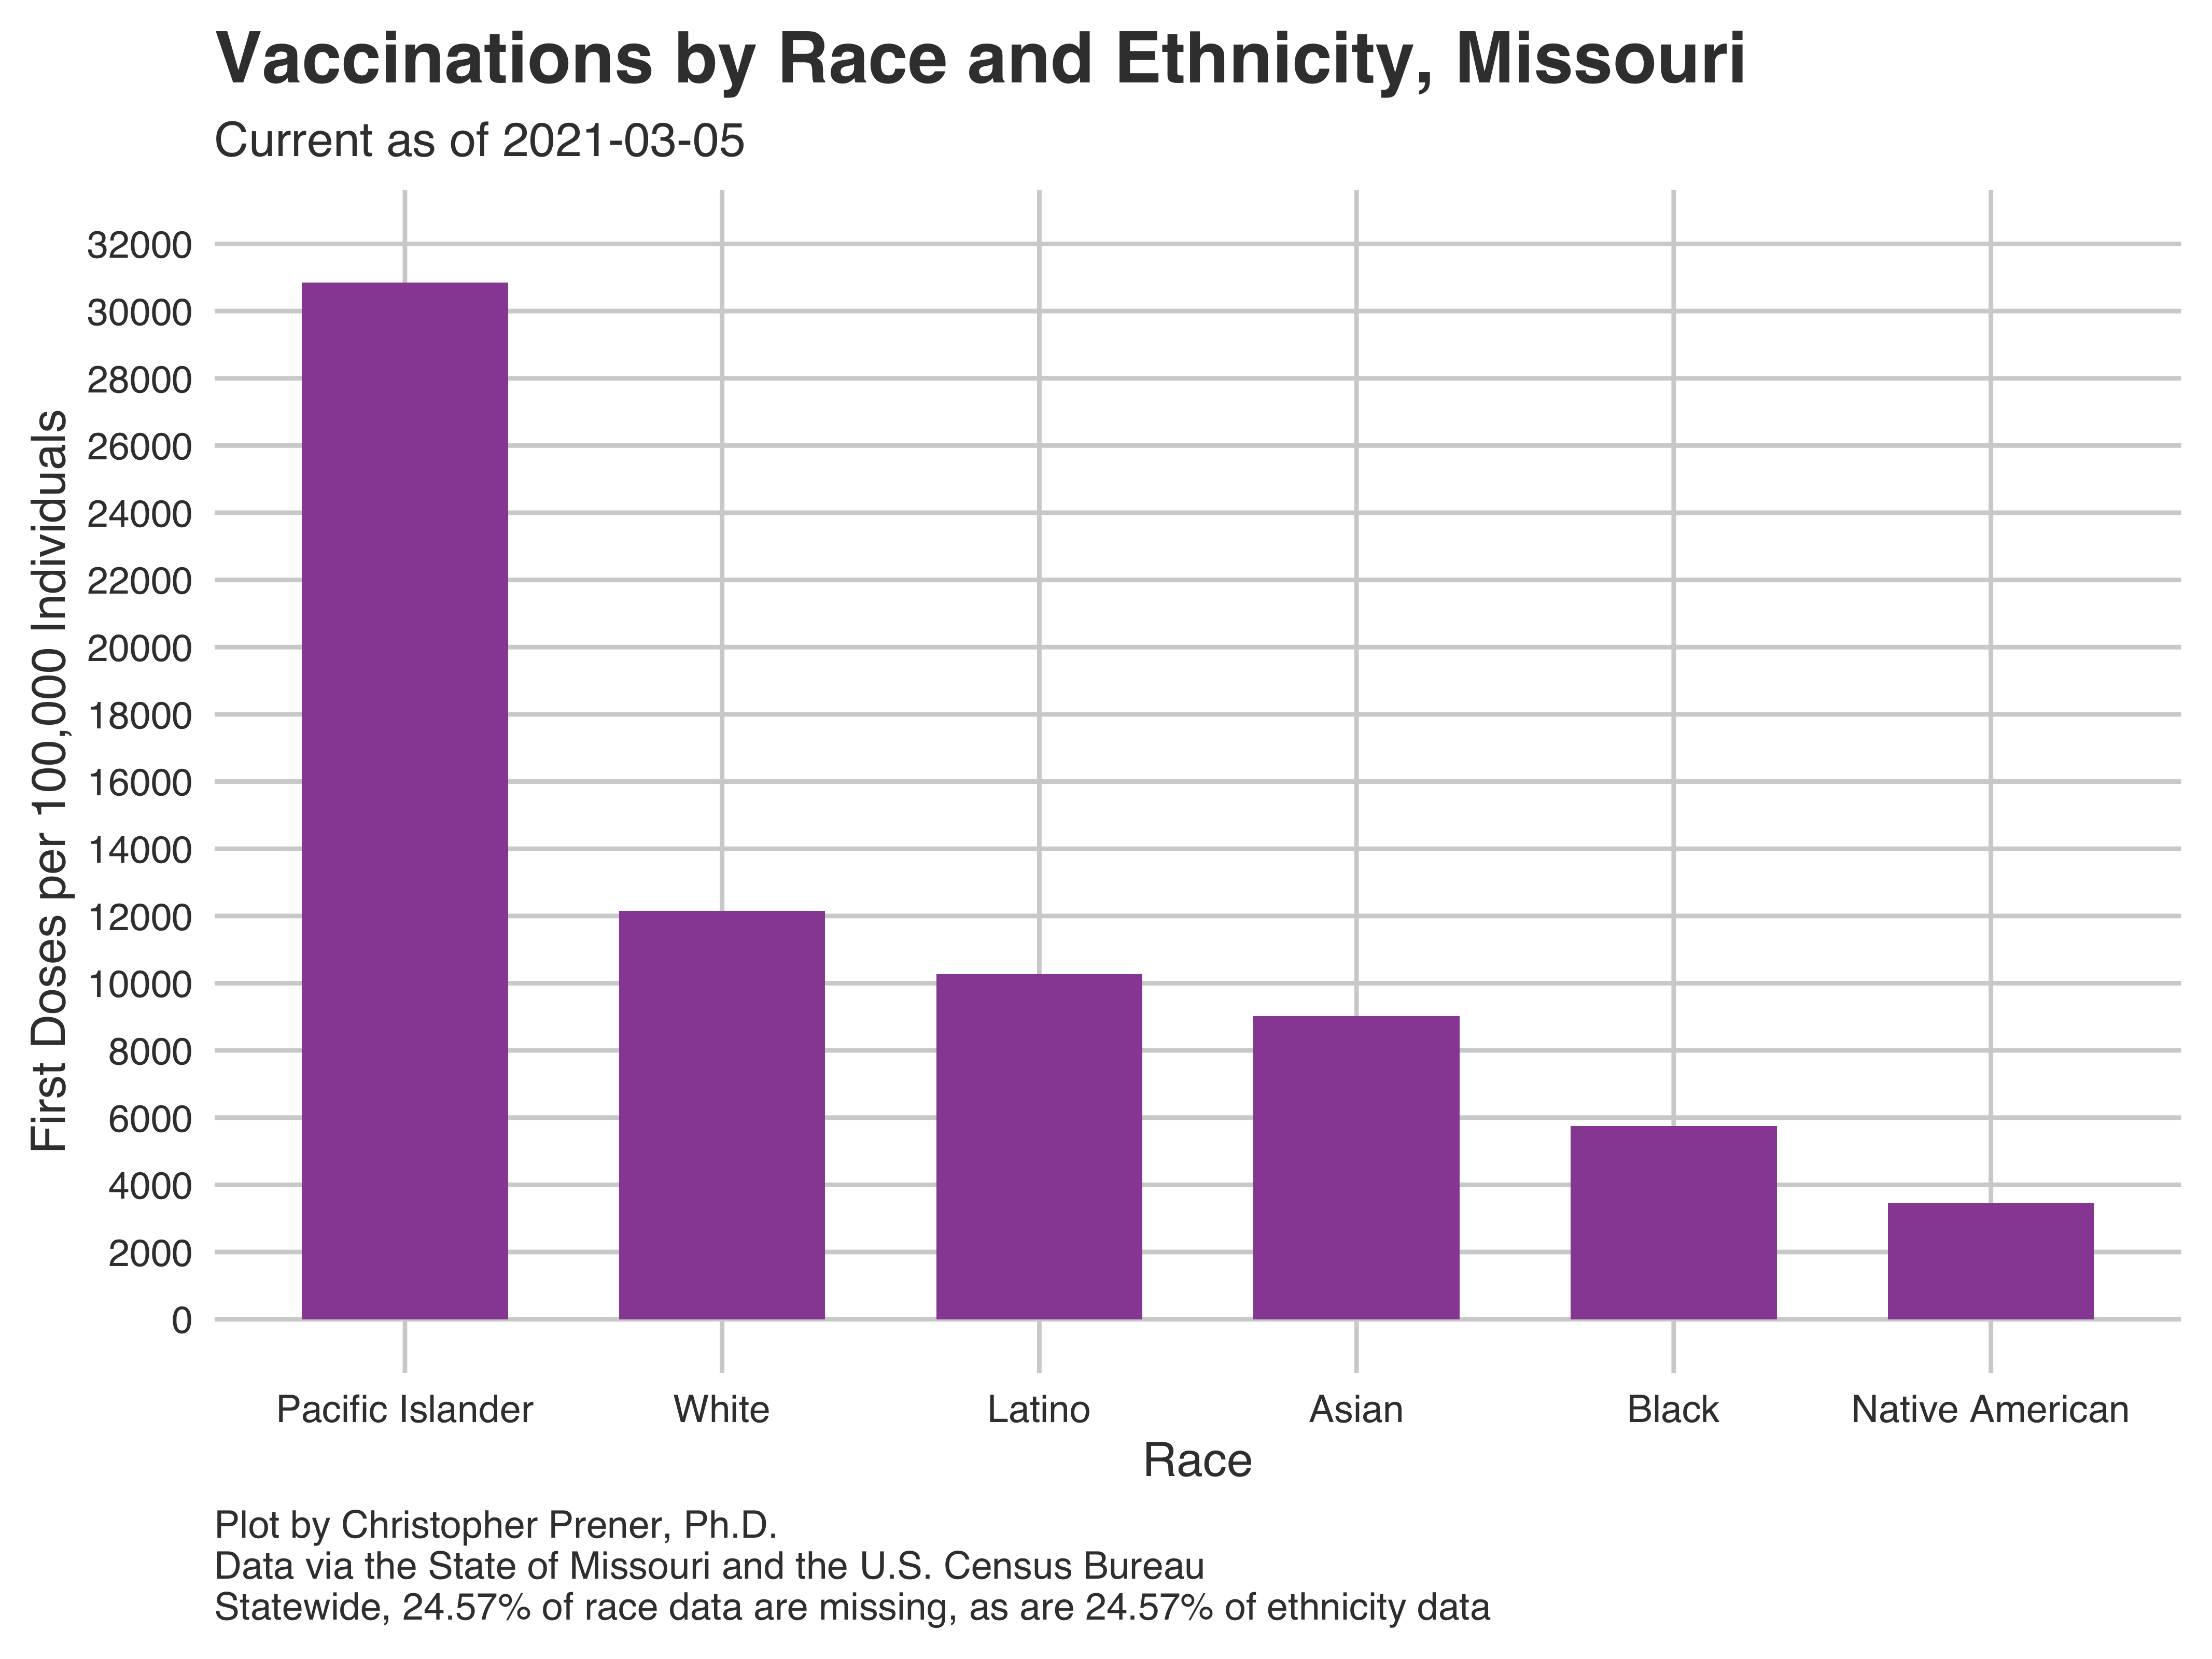 Vaccinations by Race and Ethnicity, Missouri
Current as of 2021-03-05
First Doses per 100,000 Individuals
32000
30000
28000
26000
24000
22000
20000
18000
16000
14000
12000
10000
8000
6000
4000
2000
0
Pacific Islander White Latino Asian Black Native American
Race
Plot by Christopher Prener, Ph.D.
Data via the State of Missouri and the U.S. Census Bureau
Statewide, 24.57% of race data are missing, as are 24.57% of ethnicity data